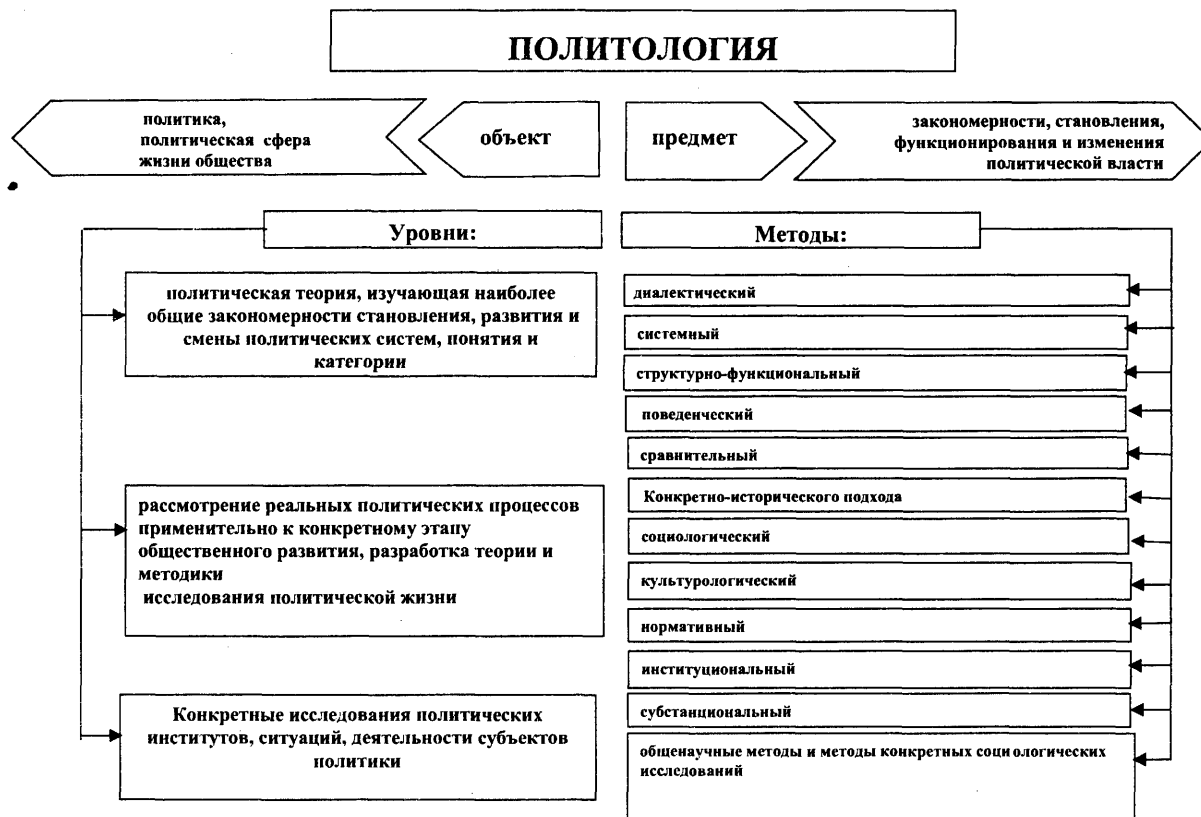 ПОЛИТОЛОГИЯ
политика,
политическая сфера
жизни общества
объект
предмет
закономерности, становления,
функционирования и изменения
политической власти
Уровни:
политическая теория, изучающая наиболее
общие закономерности становления, развития и
смены политических систем, понятия и
категории
рассмотрение реальных политических процессов
применительно к конкретному этапу
общественного развития, разработка теории и
методики
исследования политической жизни
Конкретные исследования политических
институтов, ситуаций, деятельности субъектов
политики
Методы:
диалектический
системный
структурно-функциональный
поведенческий
сравнительный
Конкретно-исторического подхода
социологический
культурологический
нормативный
институциональный
субстанциональный
общенаучные методы и методы конкретных социологических
исследований